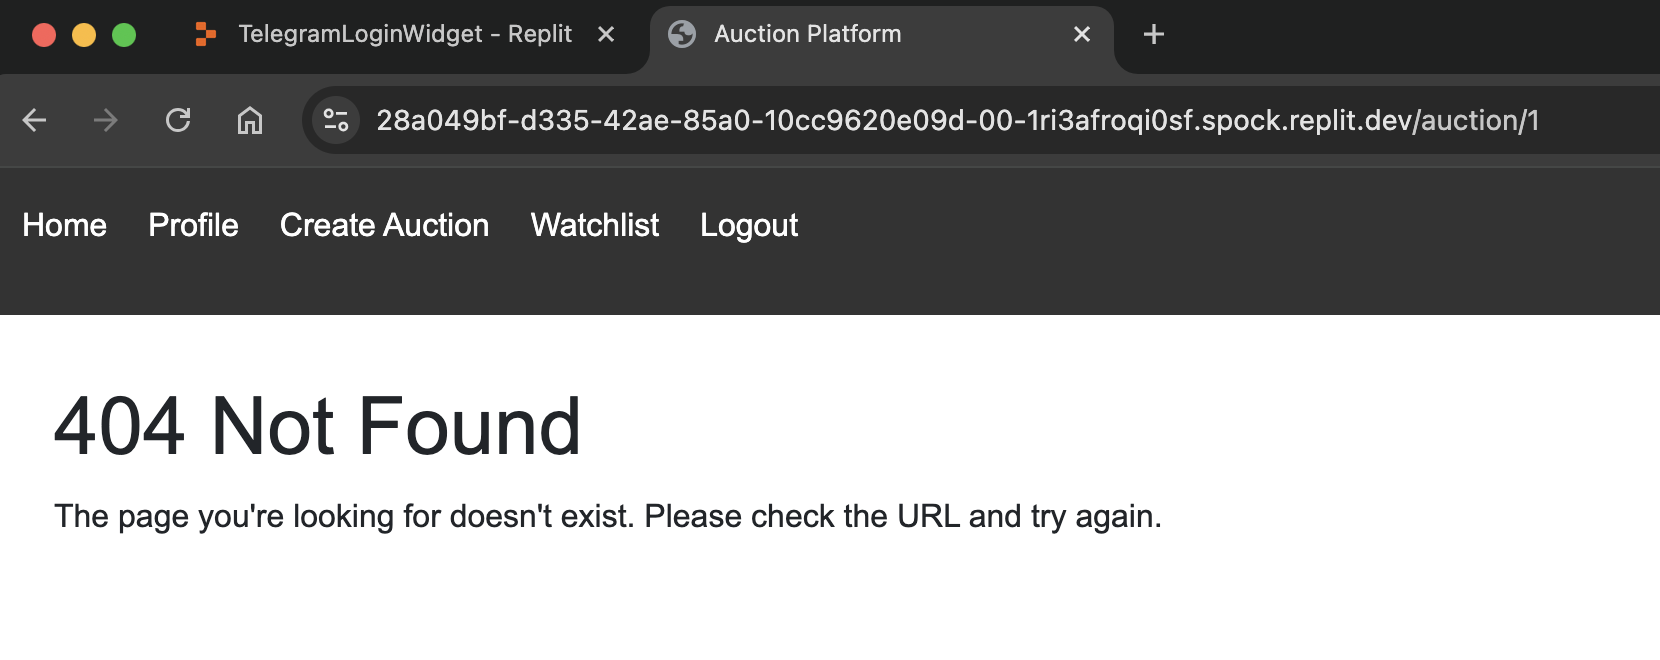 TelegramLoginWidget - Replit
Auction Platform
28a049bf-d335-42ae-85a0-10cc9620e09d-00-1ri3afroqi0sf.spock.replit.dev/auction/1
Home Profile Create Auction Watchlist Logout
404 Not Found
The page you're looking for doesn't exist. Please check the URL and try again.